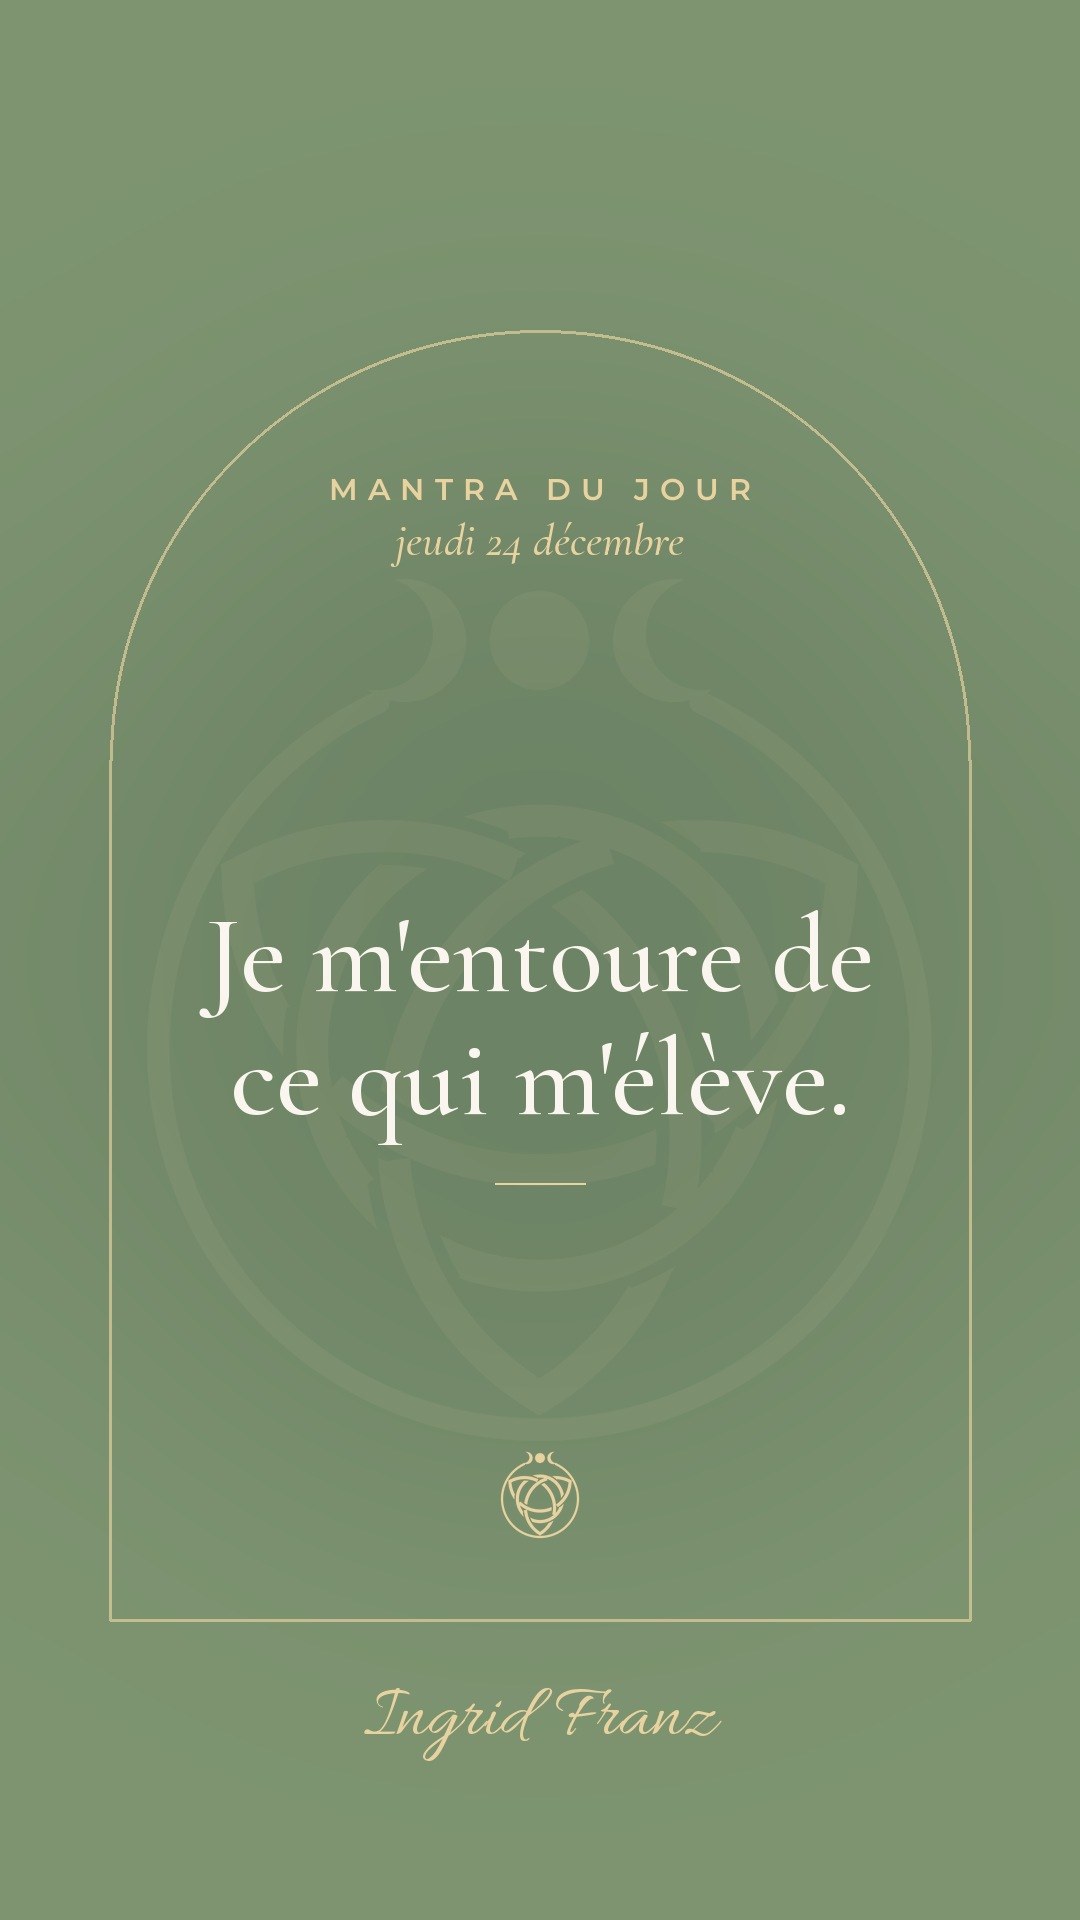 MANTRA DU JOUR
jeudi 24 décembre
Je m'entoure de
ce qui m'élève.
Ingrid Franz